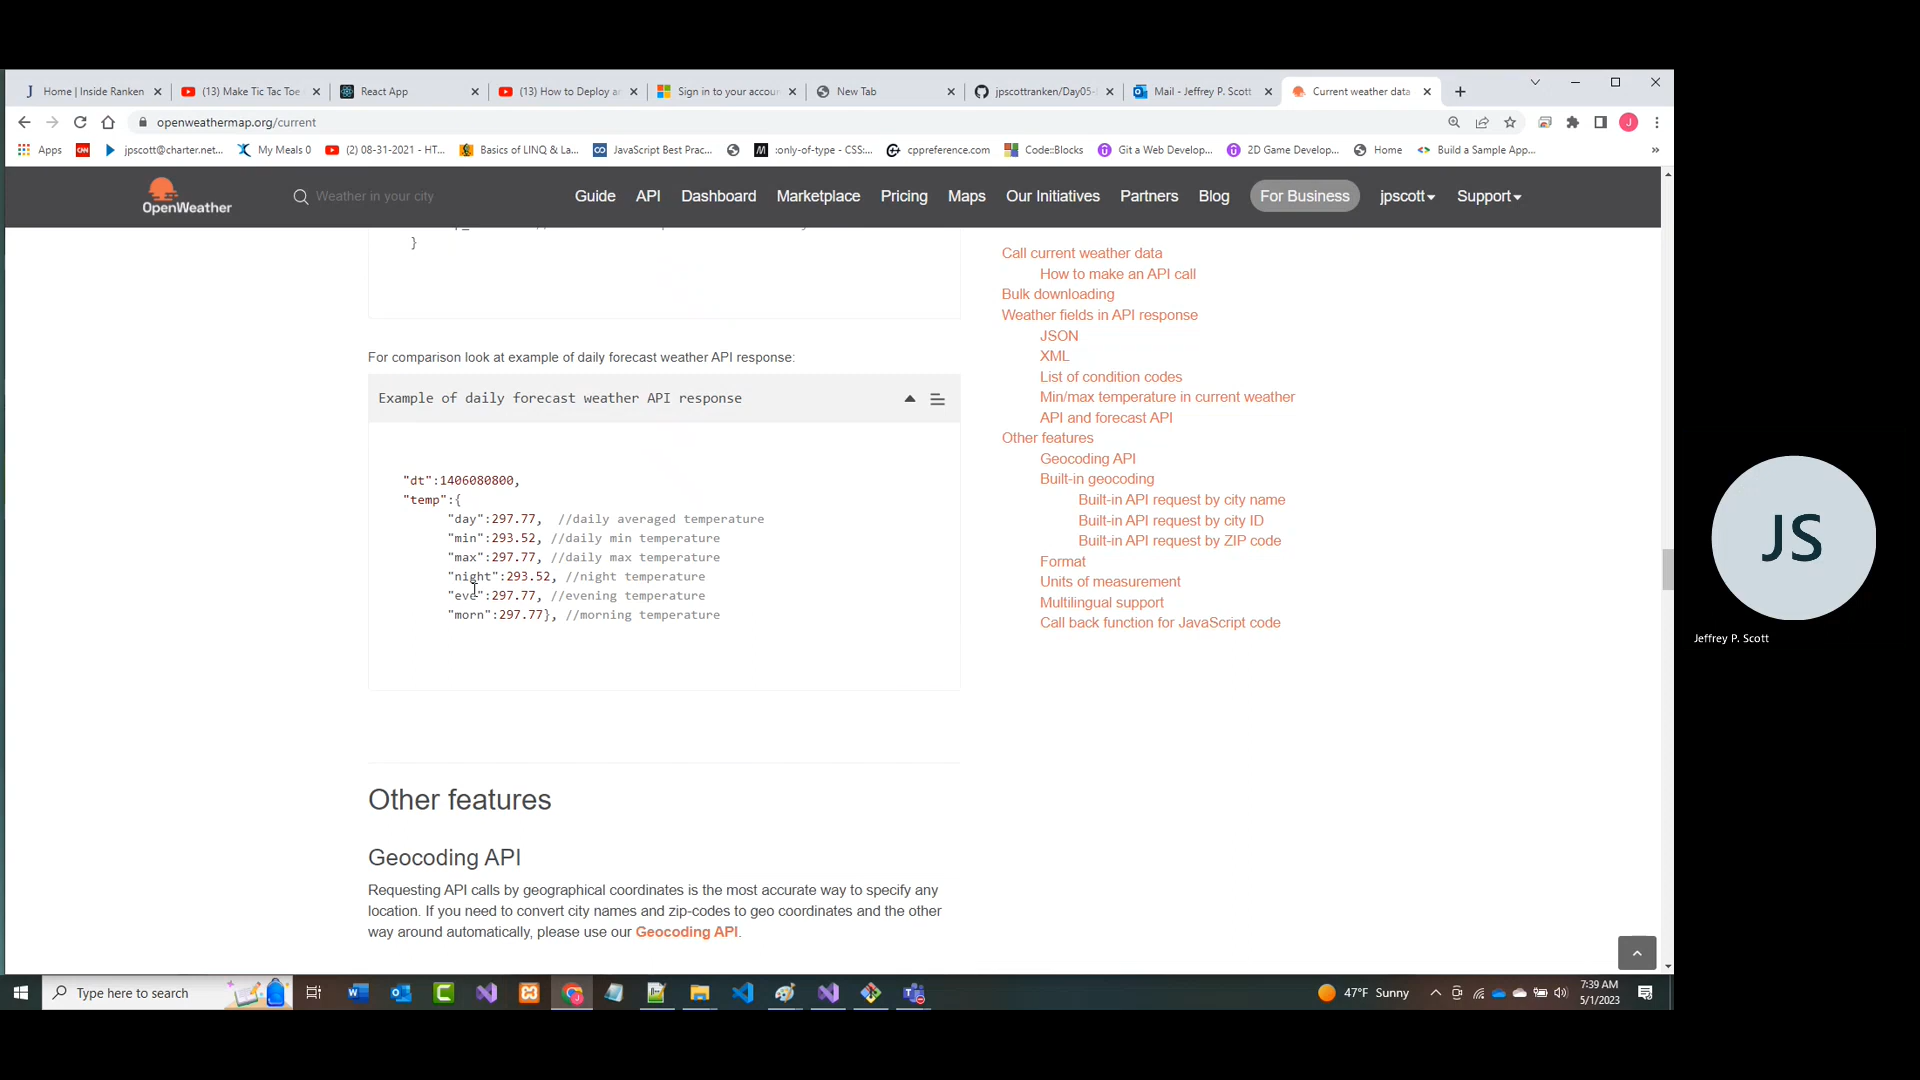 Home | Inside Ranken
(13) Make Tic Tac Toe
React App
(13) How to Deploy an
Sign in to your accoun
New Tab
jpscottranken/Day05-
Mail - Jeffrey P. Scott
Current weather data
openweathermap.org/current
J
Apps
CNN
jpscott@charter.net...
My Meals 0
(2) 08-31-2021 - HT...
Basics of LINQ & La...
JavaScript Best Prac...
:only-of-type - CSS:...
cppreference.com
Code::Blocks
Git a Web Develop...
2D Game Develop...
Home
Build a Sample App...
»
OpenWeather
Weather in your city
Guide
API
Dashboard
Marketplace
Pricing
Maps
Our Initiatives
Partners
Blog
For Business
jpscott
Support
}
For comparison look at example of daily forecast weather API response:
Example of daily forecast weather API response
"dt":1406080800,
"temp":{
"day":297.77,  //daily averaged temperature
"min":293.52, //daily min temperature
"max":297.77, //daily max temperature
"night":293.52, //night temperature
"eve":297.77, //evening temperature
"morn":297.77}, //morning temperature
Other features
Geocoding API
Requesting API calls by geographical coordinates is the most accurate way to specify any
location. If you need to convert city names and zip-codes to geo coordinates and the other
way around automatically, please use our Geocoding API.
Call current weather data
How to make an API call
Bulk downloading
Weather fields in API response
JSON
XML
List of condition codes
Min/max temperature in current weather
API and forecast API
Other features
Geocoding API
Built-in geocoding
Built-in API request by city name
Built-in API request by city ID
Built-in API request by ZIP code
Format
Units of measurement
Multilingual support
Call back function for JavaScript code
JS
Jeffrey P. Scott
Type here to search
47°F Sunny
7:39 AM
5/1/2023